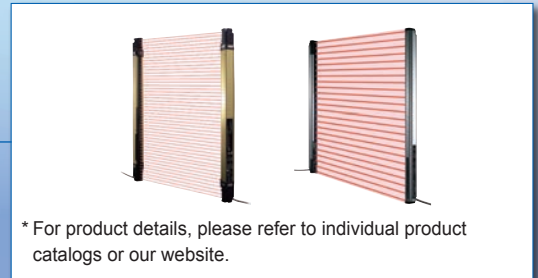 * For product details, please refer to individual product
catalogs or our website.